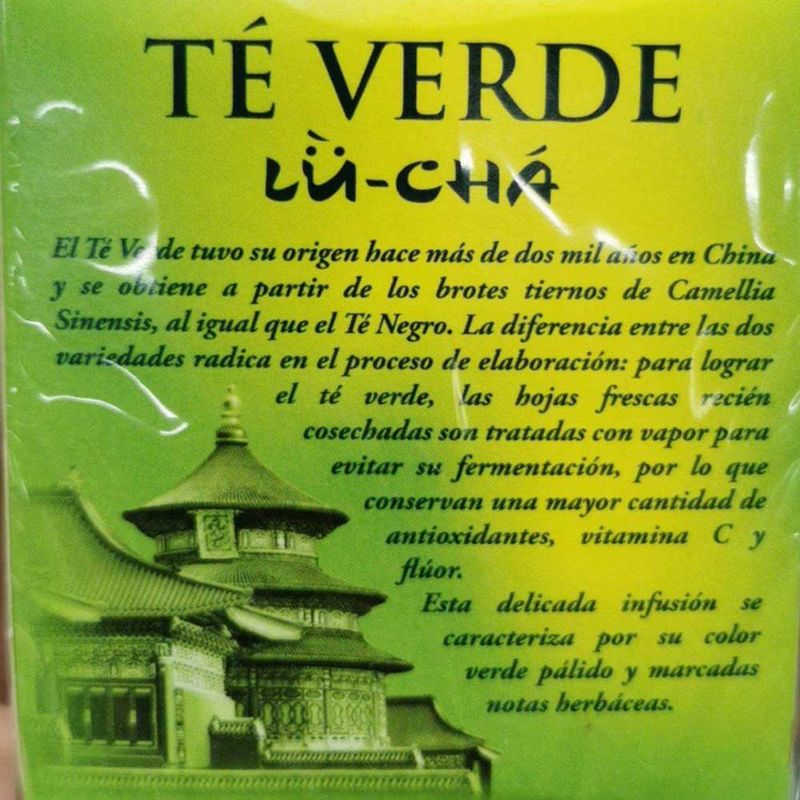 TÉ VERDE
LǛ-CHÁ
El Té Verde tuvo su origen hace más de dos mil años en China
y se obtiene a partir de los brotes tiernos de Camellia
Sinensis, al igual que el Té Negro. La diferencia entre las dos
variedades radica en el proceso de elaboración: para lograr
el té verde, las hojas frescas recién
cosechadas son tratadas con vapor para
evitar su fermentación, por lo que
conservan una mayor cantidad de
antioxidantes, vitamina C y
flúor.
Esta delicada infusión se
caracteriza por su color
verde pálido y marcadas
notas herbáceas.